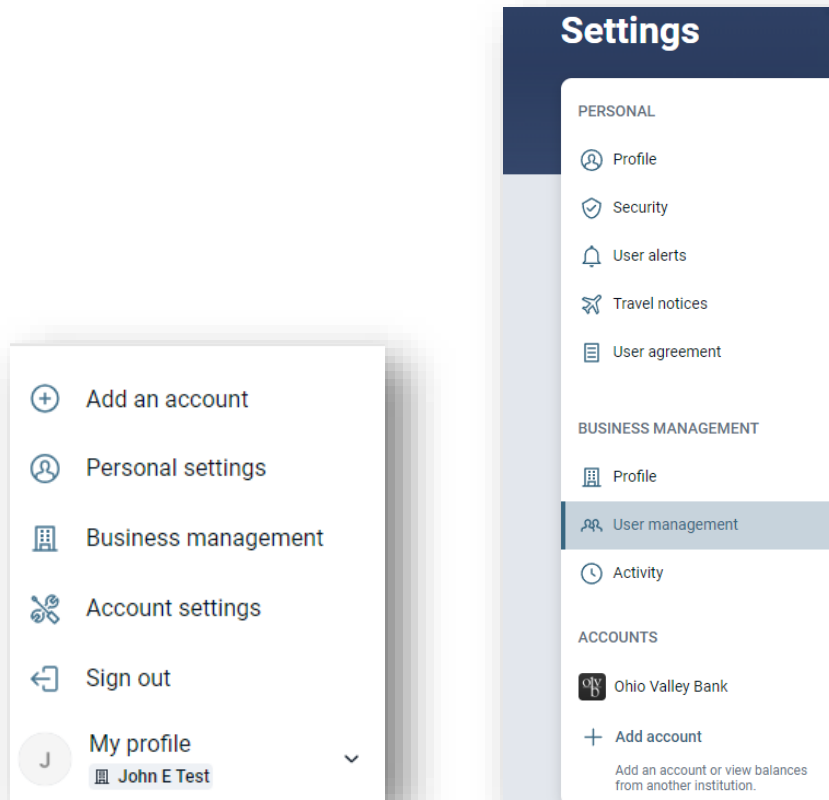 Add an account
Personal settings
Business management
Account settings
Sign out
J
My profile
John E Test
Settings
PERSONAL
Profile
Security
User alerts
Travel notices
User agreement
BUSINESS MANAGEMENT
Profile
User management
Activity
ACCOUNTS
ov
b
Ohio Valley Bank
Add account
Add an account or view balances
from another institution.